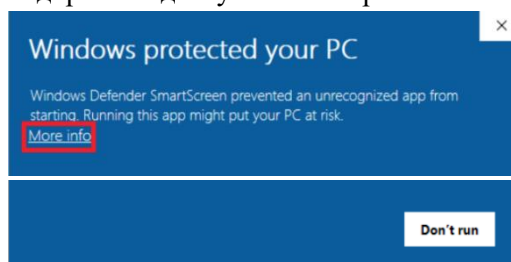 Windows protected your PC
Windows Defender SmartScreen prevented an unrecognized app from
starting. Running this app might put your PC at risk.
More info
Don't run